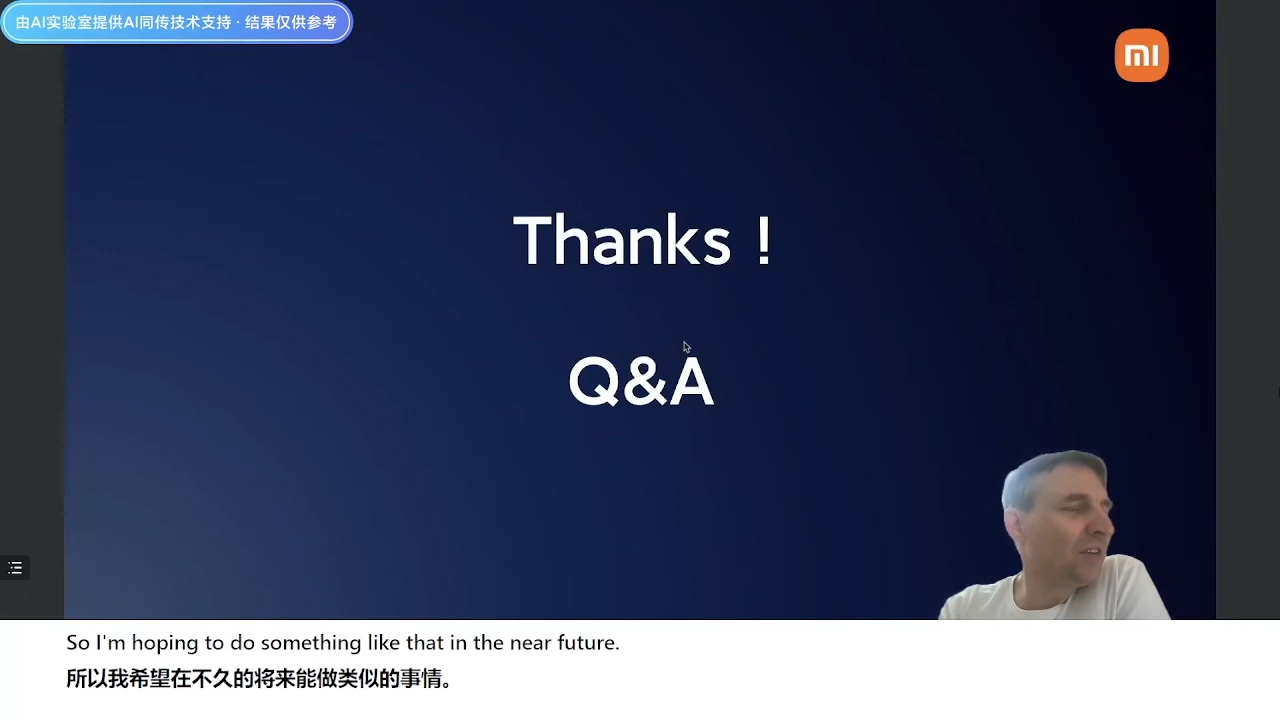 由AI实验室提供AI同传技术支持 · 结果仅供参考
mi
Thanks！
Q&A
So I'm hoping to do something like that in the near future.
所以我希望在不久的将来能做类似的事情。